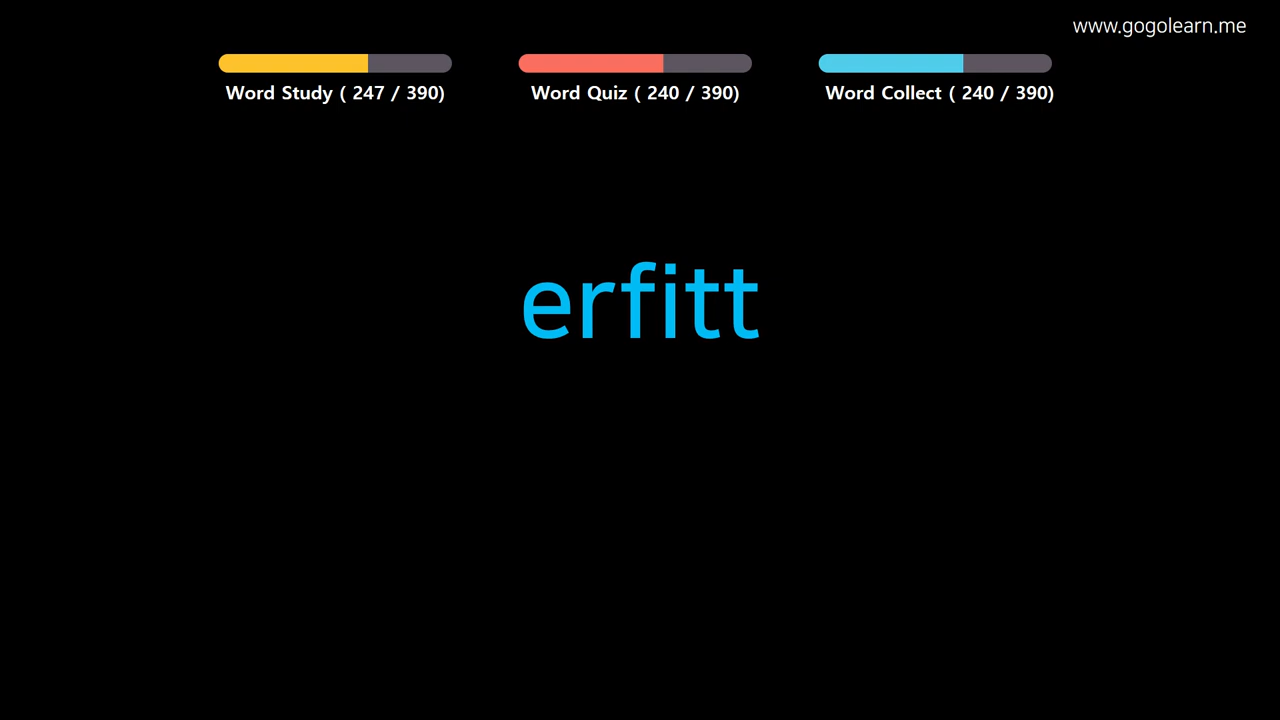 www.gogolearn.me
Word Study ( 247 / 390)
Word Quiz ( 240 / 390)
Word Collect ( 240 / 390)
erfitt